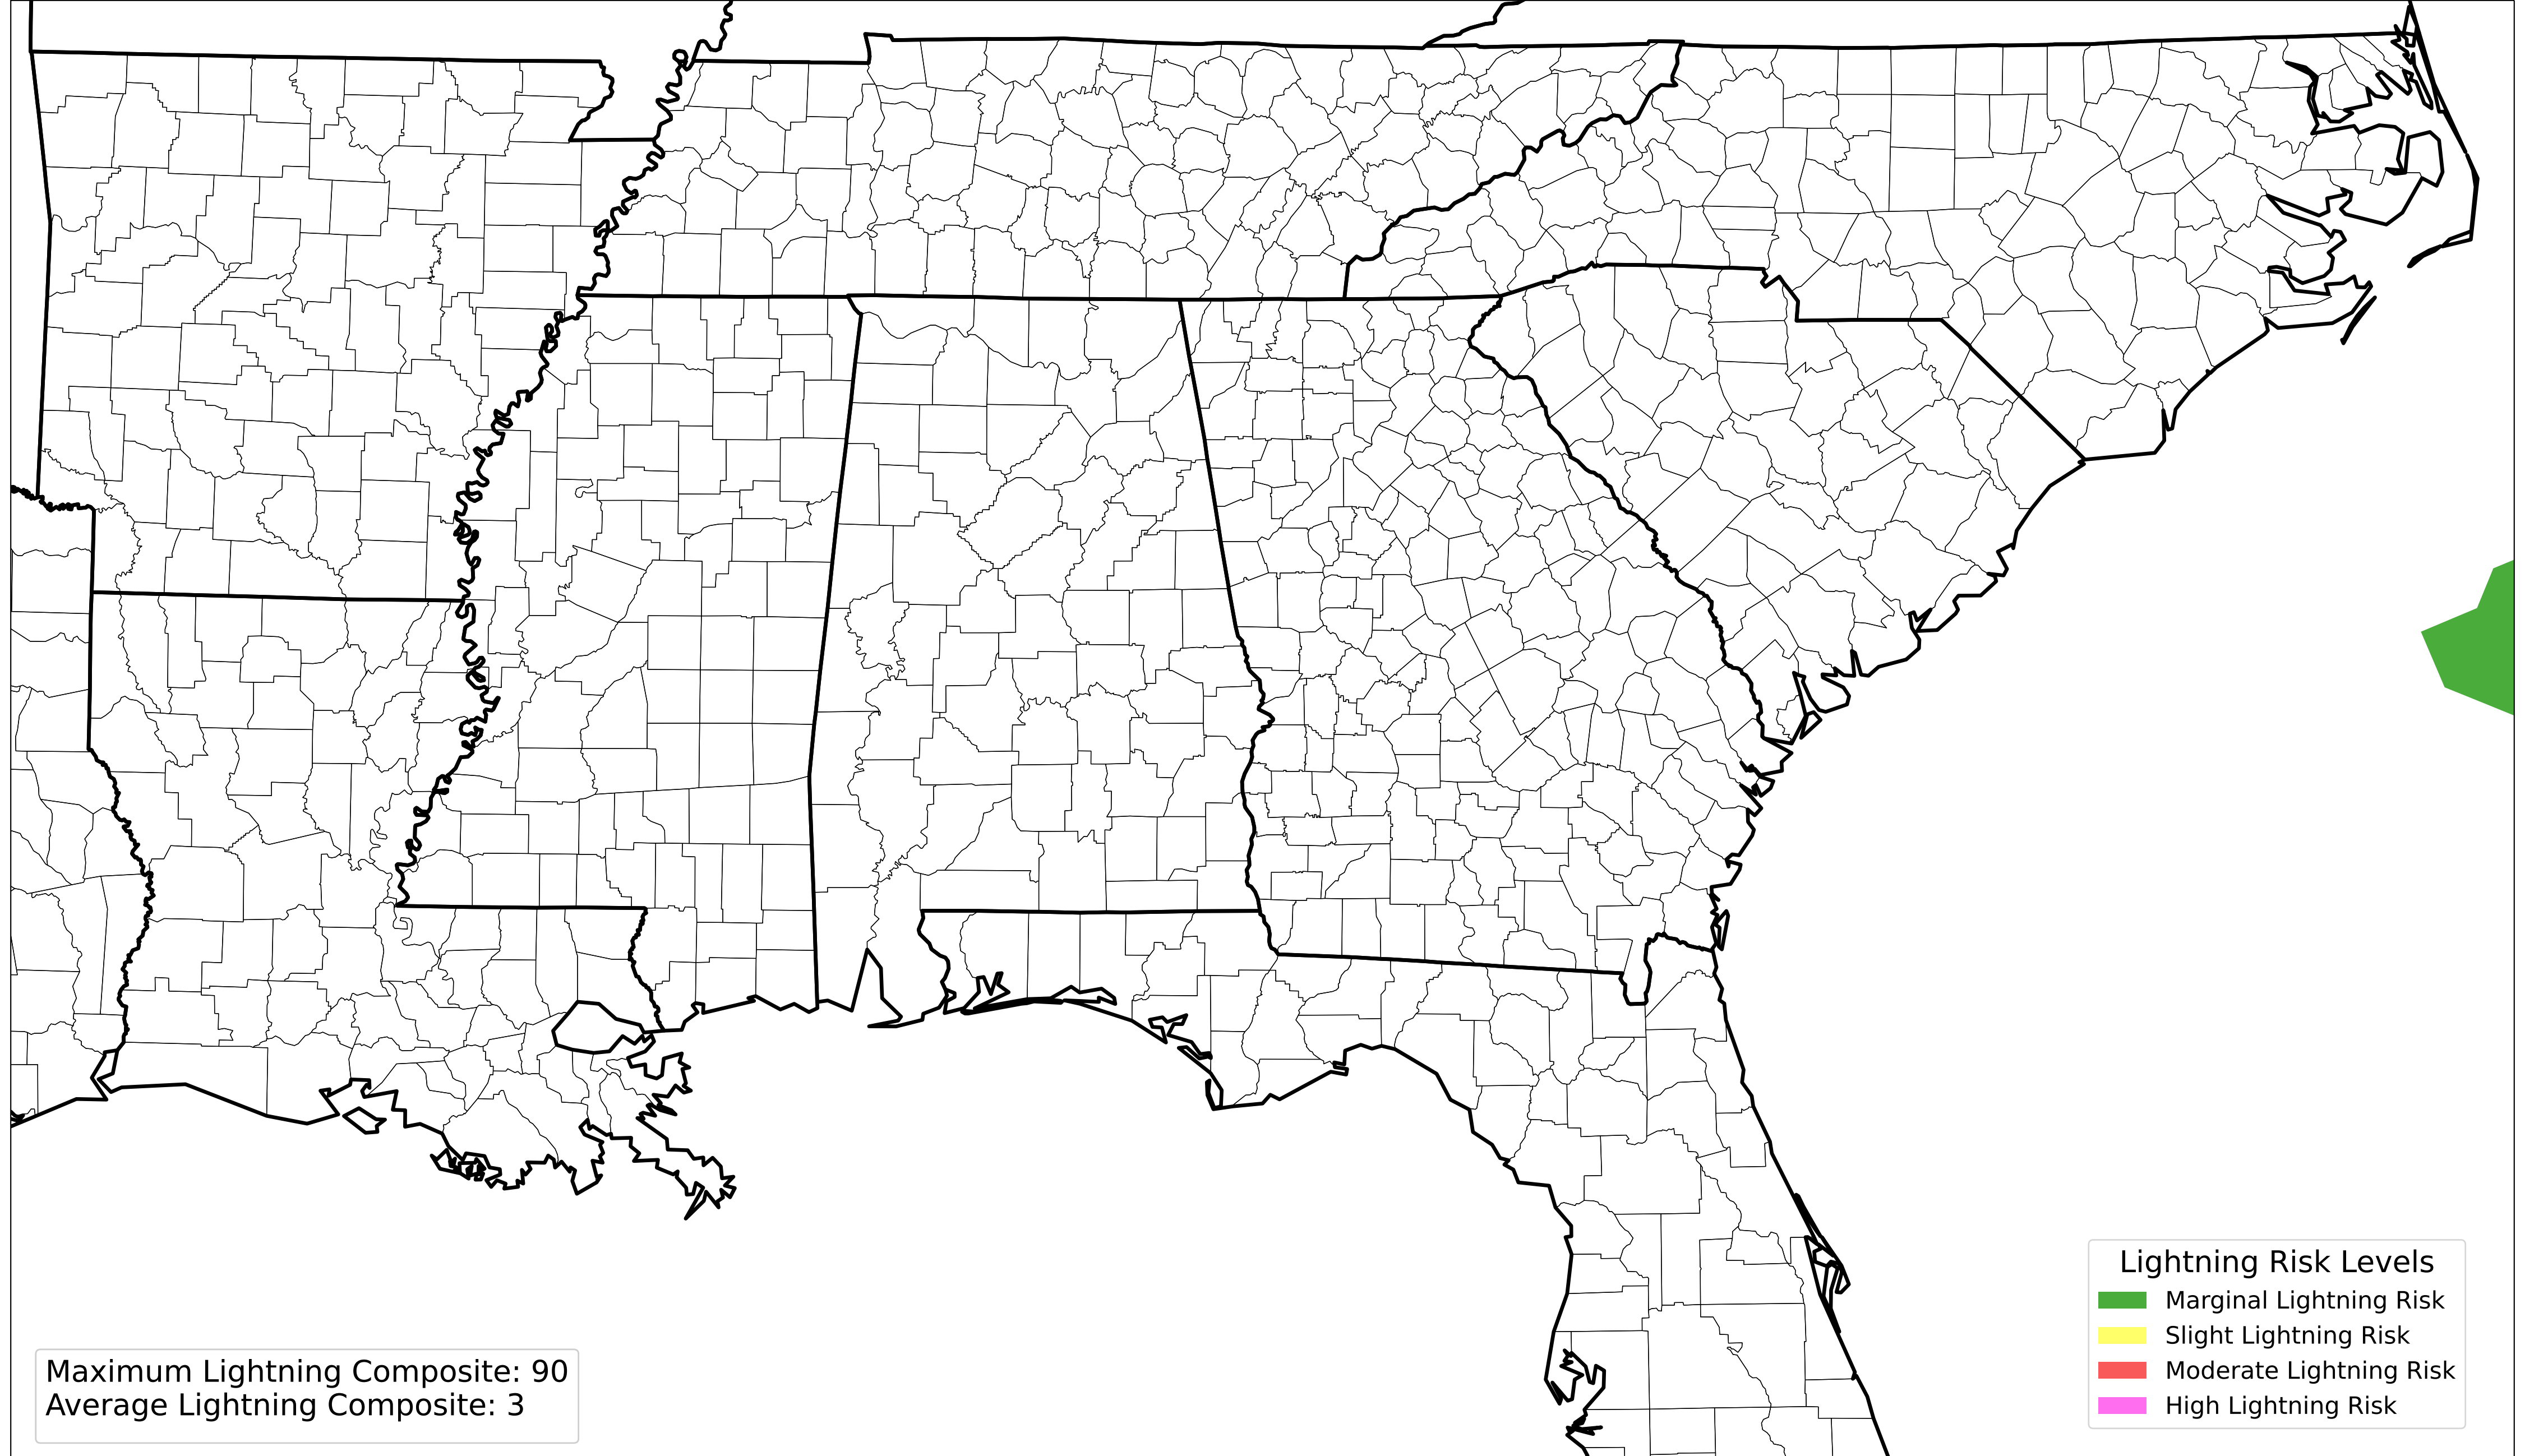 Maximum Lightning Composite: 90
Average Lightning Composite: 3
Lightning Risk Levels
Marginal Lightning Risk
Slight Lightning Risk
Moderate Lightning Risk
High Lightning Risk